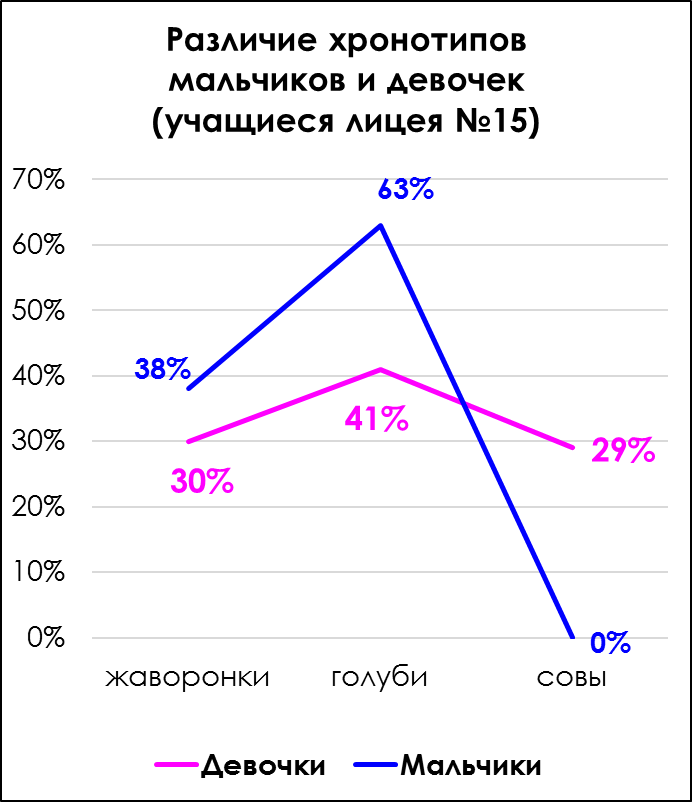 Различие хронотипов
мальчиков и девочек
(учащиеся лицея №15)
70%
60%
50%
40%
30%
20%
10%
0%
63%
38%
41%
30%
29%
0%
жаворонки
голуби
совы
Девочки
Мальчики